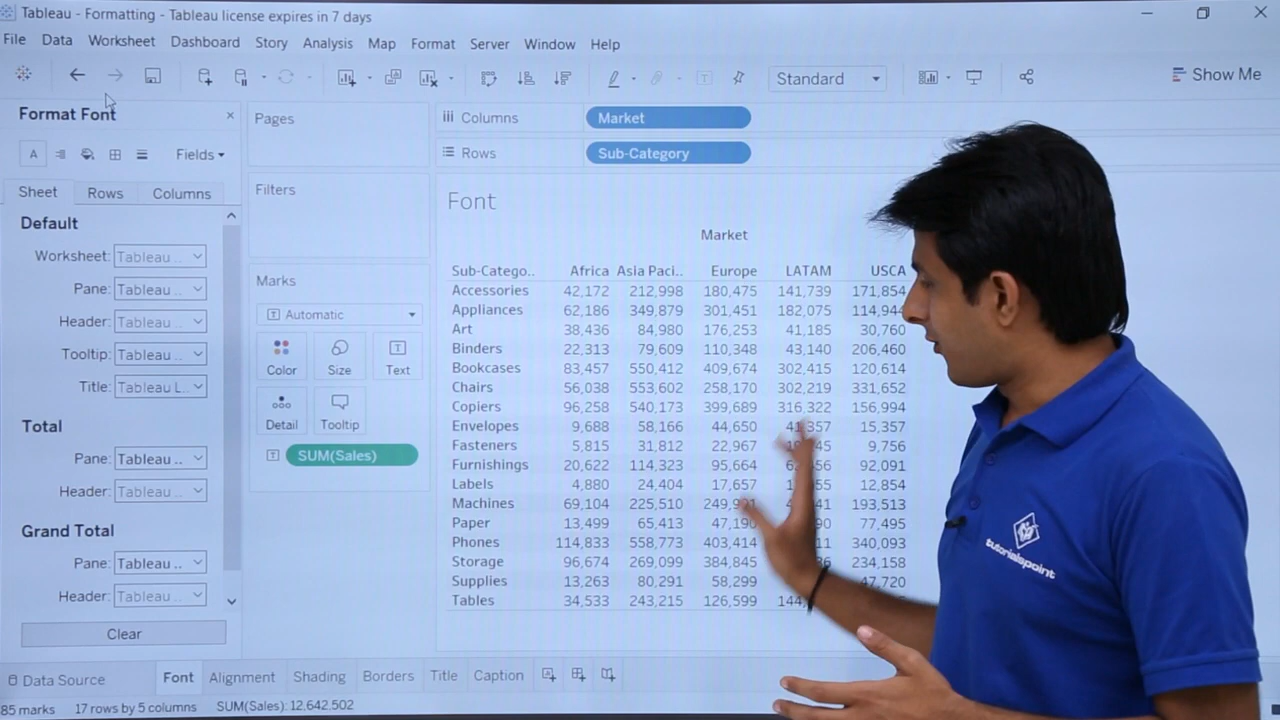 Tableau - Formatting - Tableau license expires in 7 days
File Data Worksheet Dashboard Story Analysis Map Format Server Window Help
Standard
Show Me
Format Font
Fields
Sheet Rows Columns
Default
Worksheet: Tableau ..
Pane: Tableau ..
Header: Tableau ..
Tooltip: Tableau ..
Title: Tableau L..
Total
Pane: Tableau ..
Header: Tableau ..
Grand Total
Pane: Tableau ..
Header: Tableau ..
Clear
Pages
Filters
Marks
Automatic
Color Size Text
Detail Tooltip
SUM(Sales)
Columns Market
Rows Sub-Category
Font
Market
Sub-Catego.. Africa Asia Paci.. Europe LATAM USCA
Accessories 42,172 212,998 180,475 141,739 171,854
Appliances 62,186 349,879 301,451 182,075 114,944
Art 38,436 84,980 176,253 41,185 30,760
Binders 22,313 79,609 110,348 43,140 206,460
Bookcases 83,457 550,412 409,674 302,415 120,614
Chairs 56,038 553,602 258,170 302,219 331,652
Copiers 96,258 540,173 399,689 316,322 156,994
Envelopes 9,688 58,166 44,650 15,357
Fasteners 5,815 31,812 22,967 9,756
Furnishings 20,622 114,323 95,664 92,091
Labels 4,880 24,404 17,657 12,854
Machines 69,104 225,510 193,513
Paper 13,499 65,413 47,190 77,495
Phones 114,833 558,773 403,414 340,093
Storage 96,674 269,099 384,845 234,158
Supplies 13,263 80,291 58,299 47,720
Tables 34,533 243,215 126,599
tutorialspoint
Data Source Font Alignment Shading Borders Title Caption
85 marks 17 rows by 5 columns SUM(Sales): 12,642,502